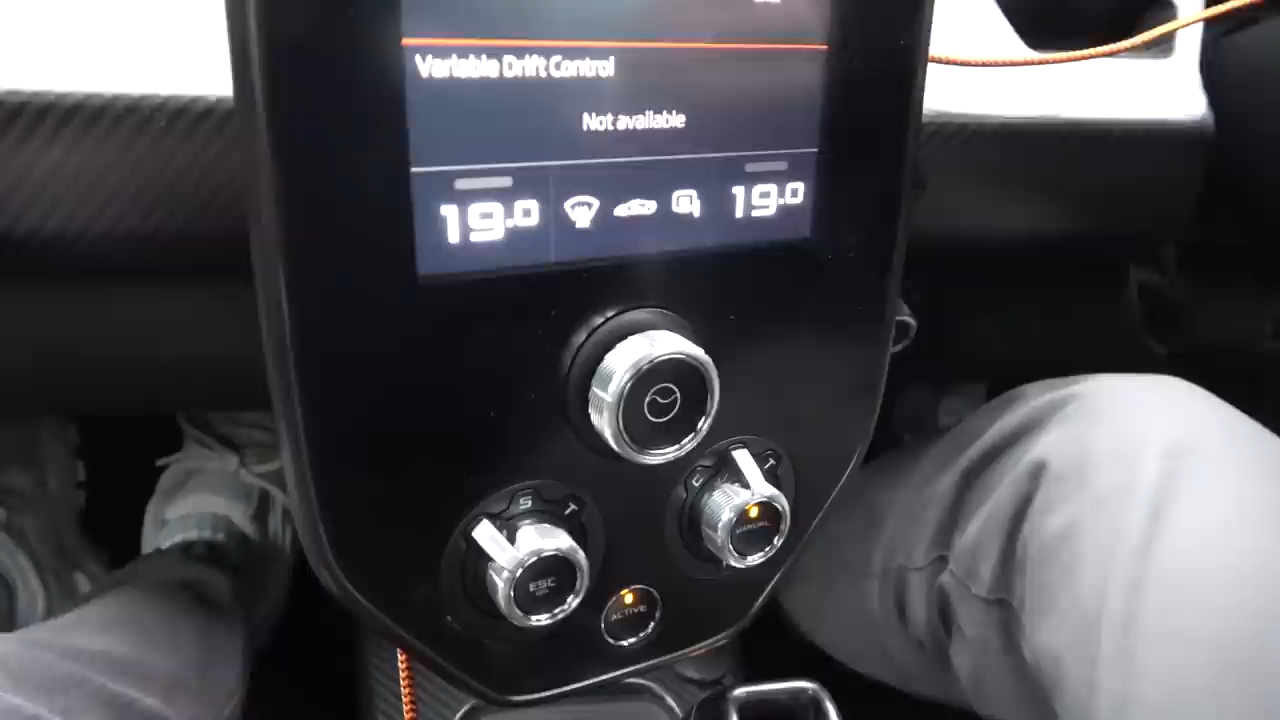 Variable Drift Control
Not available
19.0
19.0
S
T
C
T
ESC
MANUAL
ACTIVE